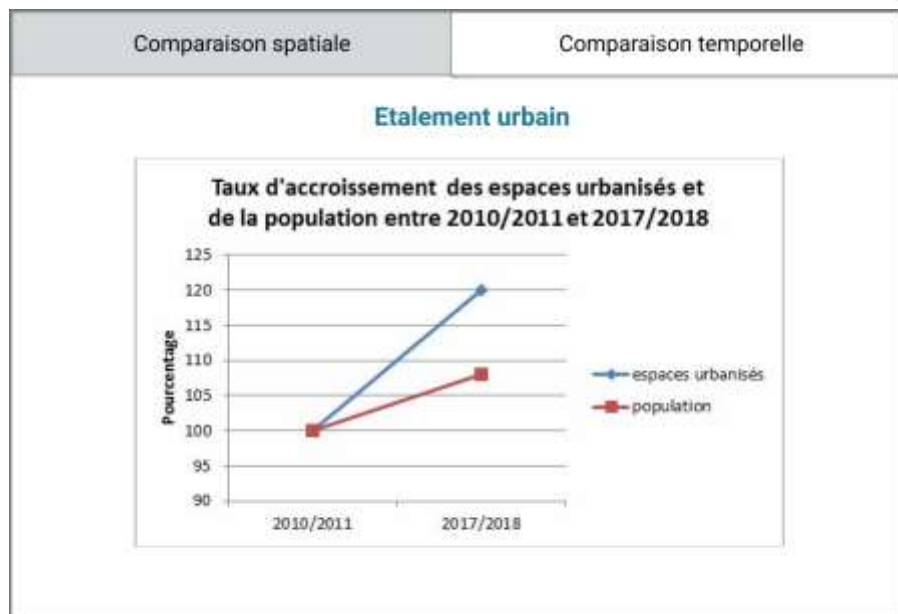 Comparaison spatiale
Comparaison temporelle
Etalement urbain
Taux d'accroissement des espaces urbanisés et
de la population entre 2010/2011 et 2017/2018
125
120
115
110
105
100
95
90
Pourcentage
2010/2011
2017/2018
espaces urbanisés
population